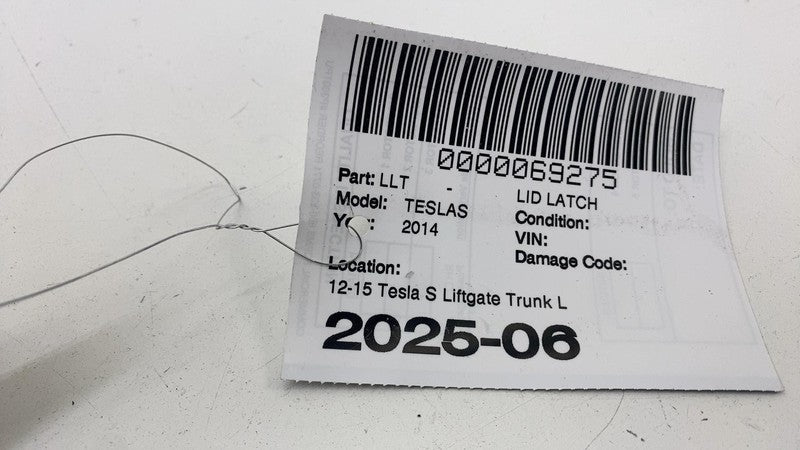 0000069275
Part: LLT - LID LATCH
Model: TESLAS Condition:
Year: 2014 VIN:
Damage Code:
Location:
12-15 Tesla S Liftgate Trunk L
2025-06